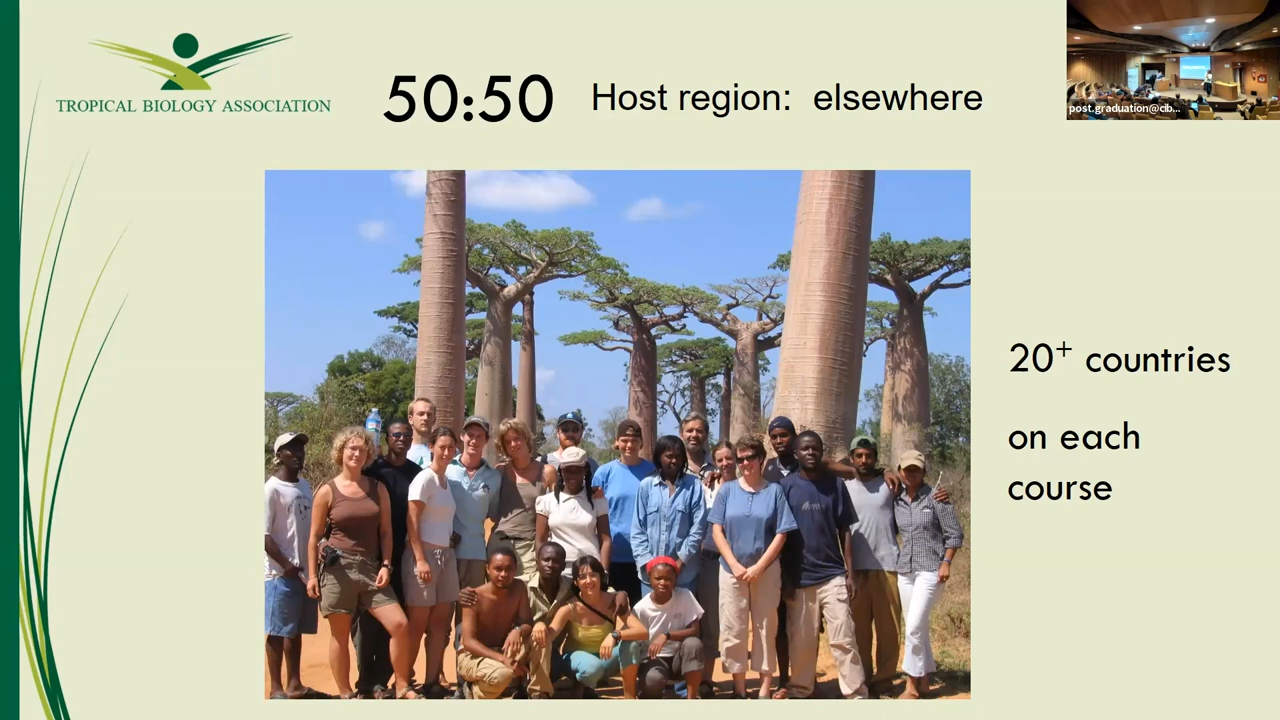 TROPICAL BIOLOGY ASSOCIATION
50:50 Host region: elsewhere
post.graduation@cib...
20+ countries
on each
course